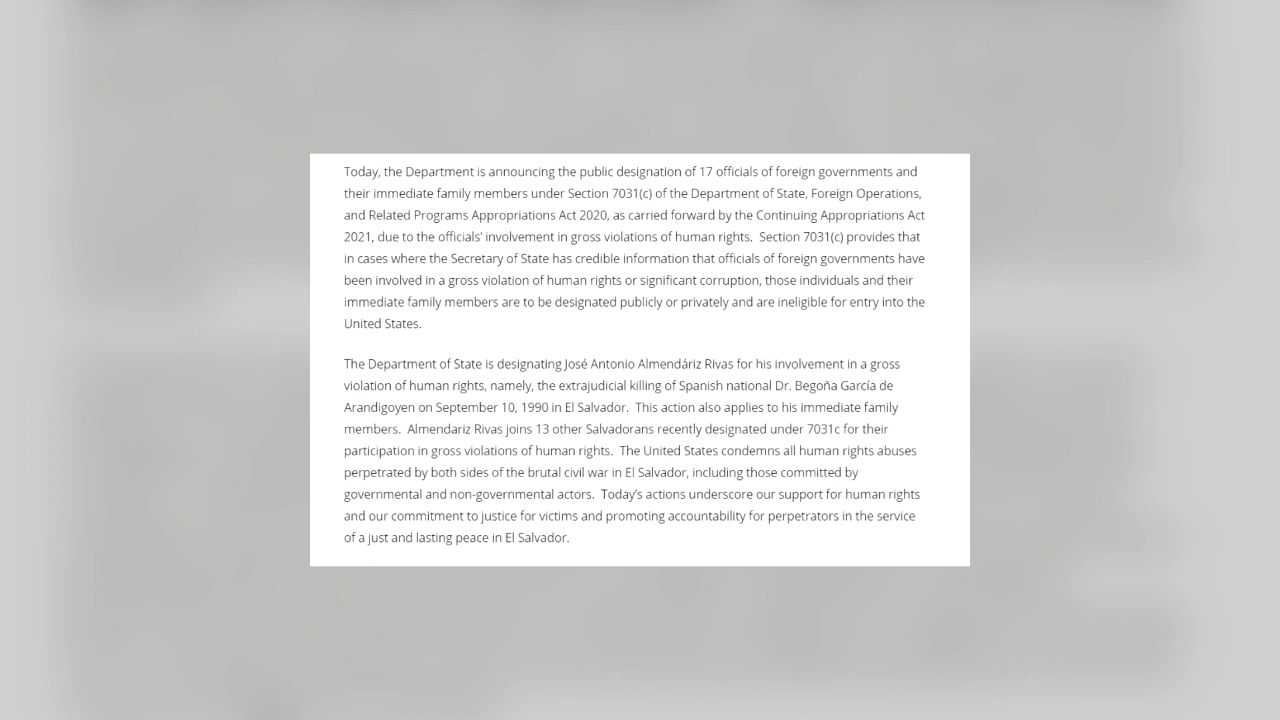 Today, the Department is announcing the public designation of 17 officials of foreign governments and
their immediate family members under Section 7031(c) of the Department of State, Foreign Operations,
and Related Programs Appropriations Act 2020, as carried forward by the Continuing Appropriations Act
2021, due to the officials’ involvement in gross violations of human rights.  Section 7031(c) provides that
in cases where the Secretary of State has credible information that officials of foreign governments have
been involved in a gross violation of human rights or significant corruption, those individuals and their
immediate family members are to be designated publicly or privately and are ineligible for entry into the
United States.
The Department of State is designating José Antonio Almendáriz Rivas for his involvement in a gross
violation of human rights, namely, the extrajudicial killing of Spanish national Dr. Begoña García de
Arandigoyen on September 10, 1990 in El Salvador.  This action also applies to his immediate family
members.  Almendariz Rivas joins 13 other Salvadorans recently designated under 7031c for their
participation in gross violations of human rights.  The United States condemns all human rights abuses
perpetrated by both sides of the brutal civil war in El Salvador, including those committed by
governmental and non-governmental actors.  Today’s actions underscore our support for human rights
and our commitment to justice for victims and promoting accountability for perpetrators in the service
of a just and lasting peace in El Salvador.